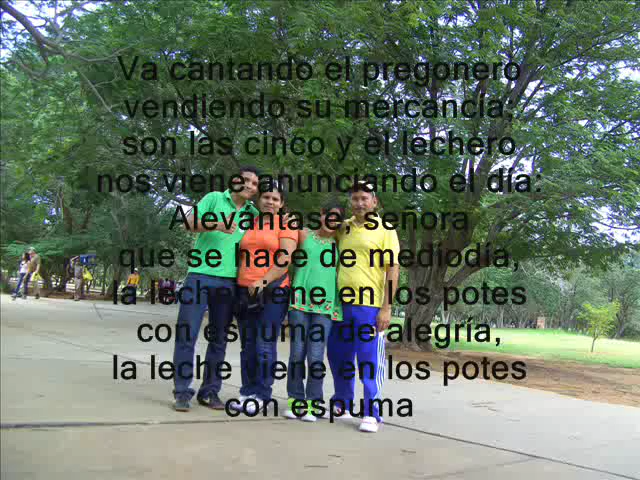 Va cantando el pregonero
vendiendo su mercancía;
son las cinco y el lechero
nos viene anunciando el día:
Alevántase, señora
que se hace de mediodía,
la leche viene en los potes
con espuma de alegría,
la leche viene en los potes
con espuma